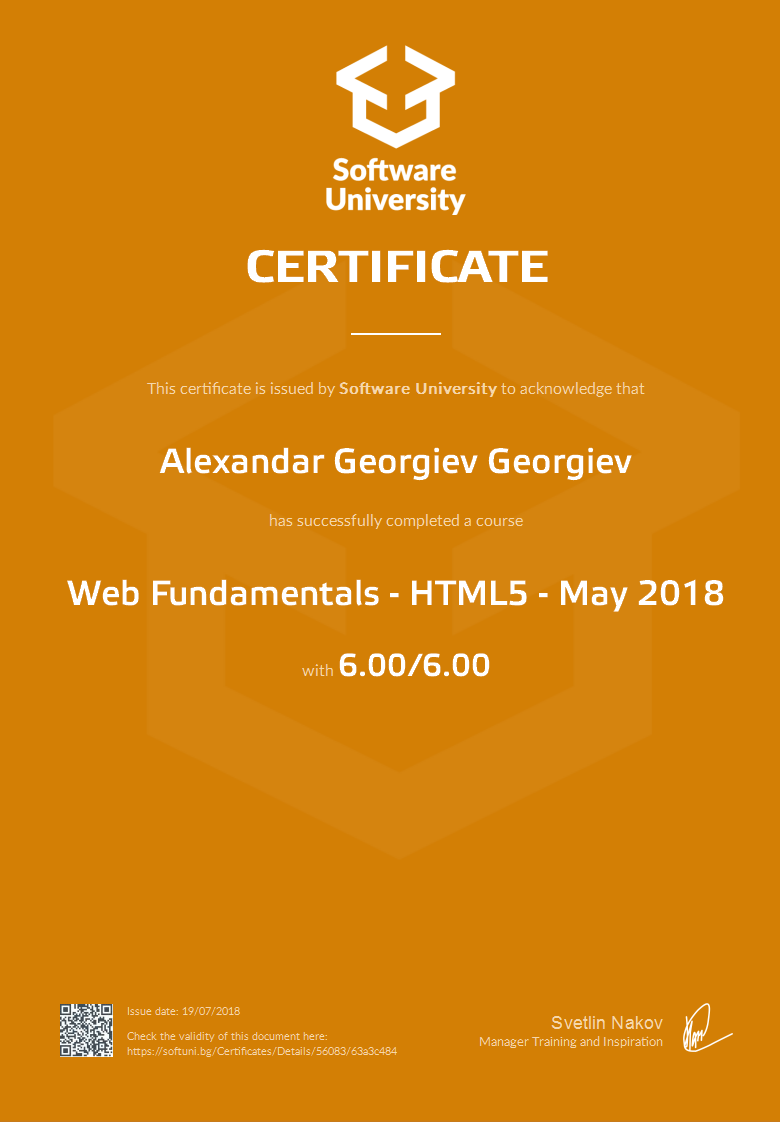 Software
University
CERTIFICATE
This certificate is issued by Software University to acknowledge that
Alexandar Georgiev Georgiev
has successfully completed a course
Web Fundamentals - HTML5 - May 2018
with 6.00/6.00
Issue date: 19/07/2018
Check the validity of this document here:
https://softuni.bg/Certificates/Details/56083/63a3c484
Svetlin Nakov
Manager Training and Inspiration